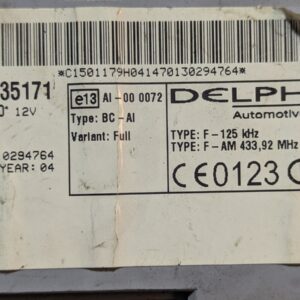 *C1501179H041470130294764*
35171
12V
0294764
YEAR: 04
e13 AI-00 0072
Type: BC-AI
Variant: Full
DELPH
Automotiv
TYPE: F-125 kHz
TYPE: F-AM 433,92 MHz
CE0123